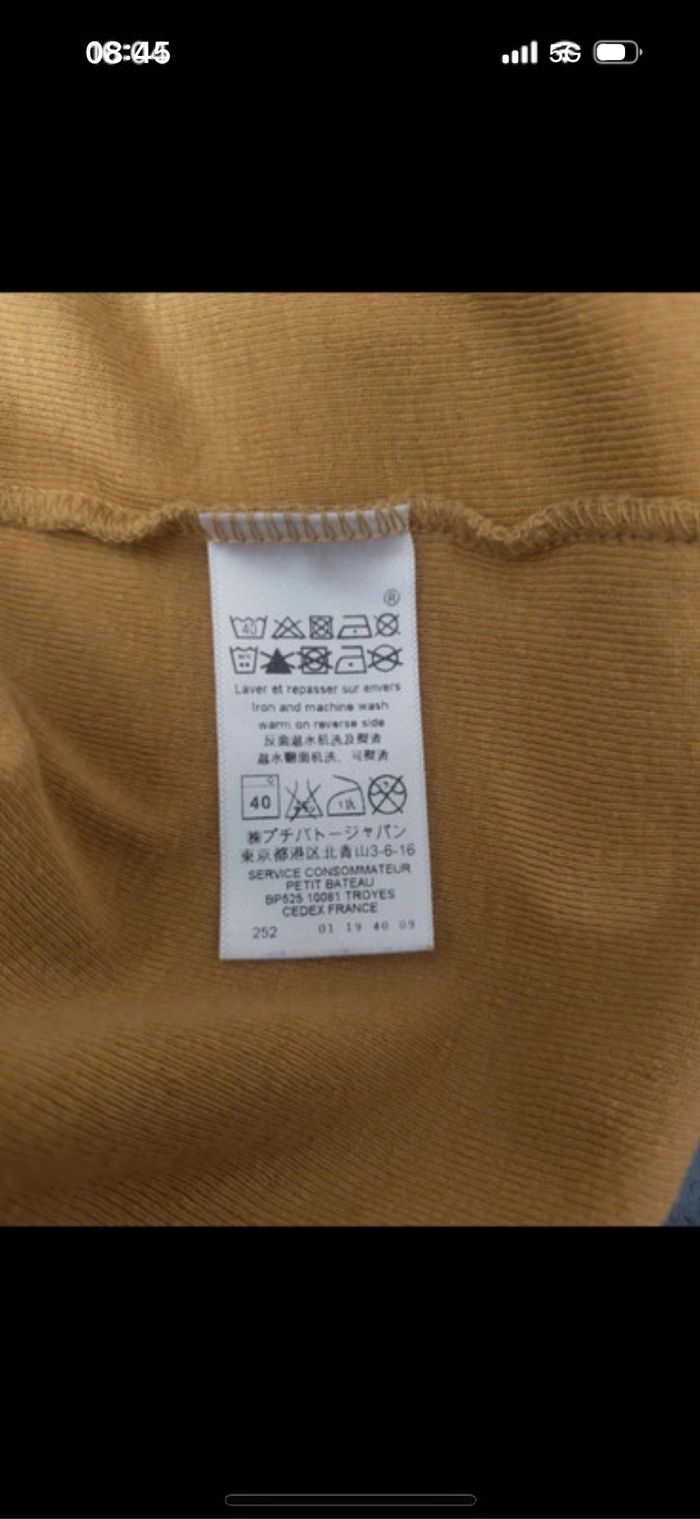 5G
®
40
Laver et repasser sur envers
Iron and machine wash
warm on reverse side
40
㈱プチバトージャパン
東京都港区北青山3-6-16
SERVICE CONSOMMATEUR
PETIT BATEAU
BP525 10081 TROYES
CEDEX FRANCE
252 01 19 40 09